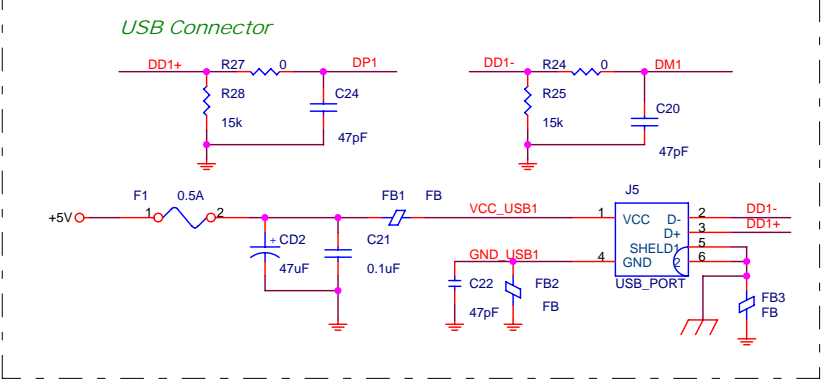 USB Connector
DD1+ R27 0 DP1
R28
15k
C24
47pF
DD1- R24 0 DM1
R25
15k
C20
47pF
F1 0.5A
+5V 1 2
FB1 FB
VCC_USB1
+ CD2
47uF
C21
0.1uF
GND_USB1
C22
47pF
FB2
FB
J5
1 VCC D- 2 DD1-
D+ 3 DD1+
SHELD1 5
4 GND 2 6
USB_PORT
FB3
FB